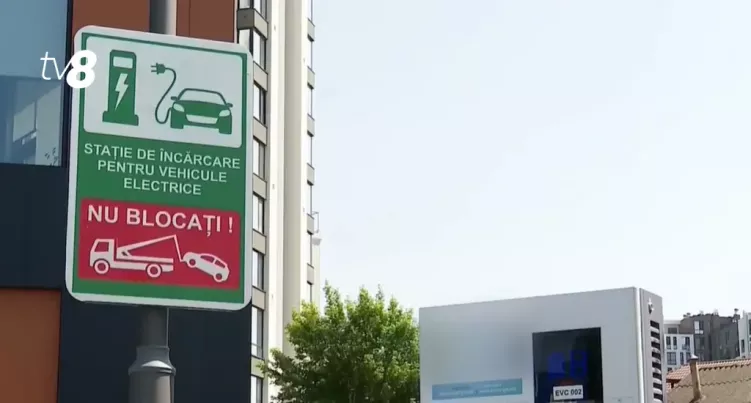 tv8
STAȚIE DE ÎNCĂRCARE
PENTRU VEHICULE
ELECTRICE
NU BLOCAȚI !
EVC 002